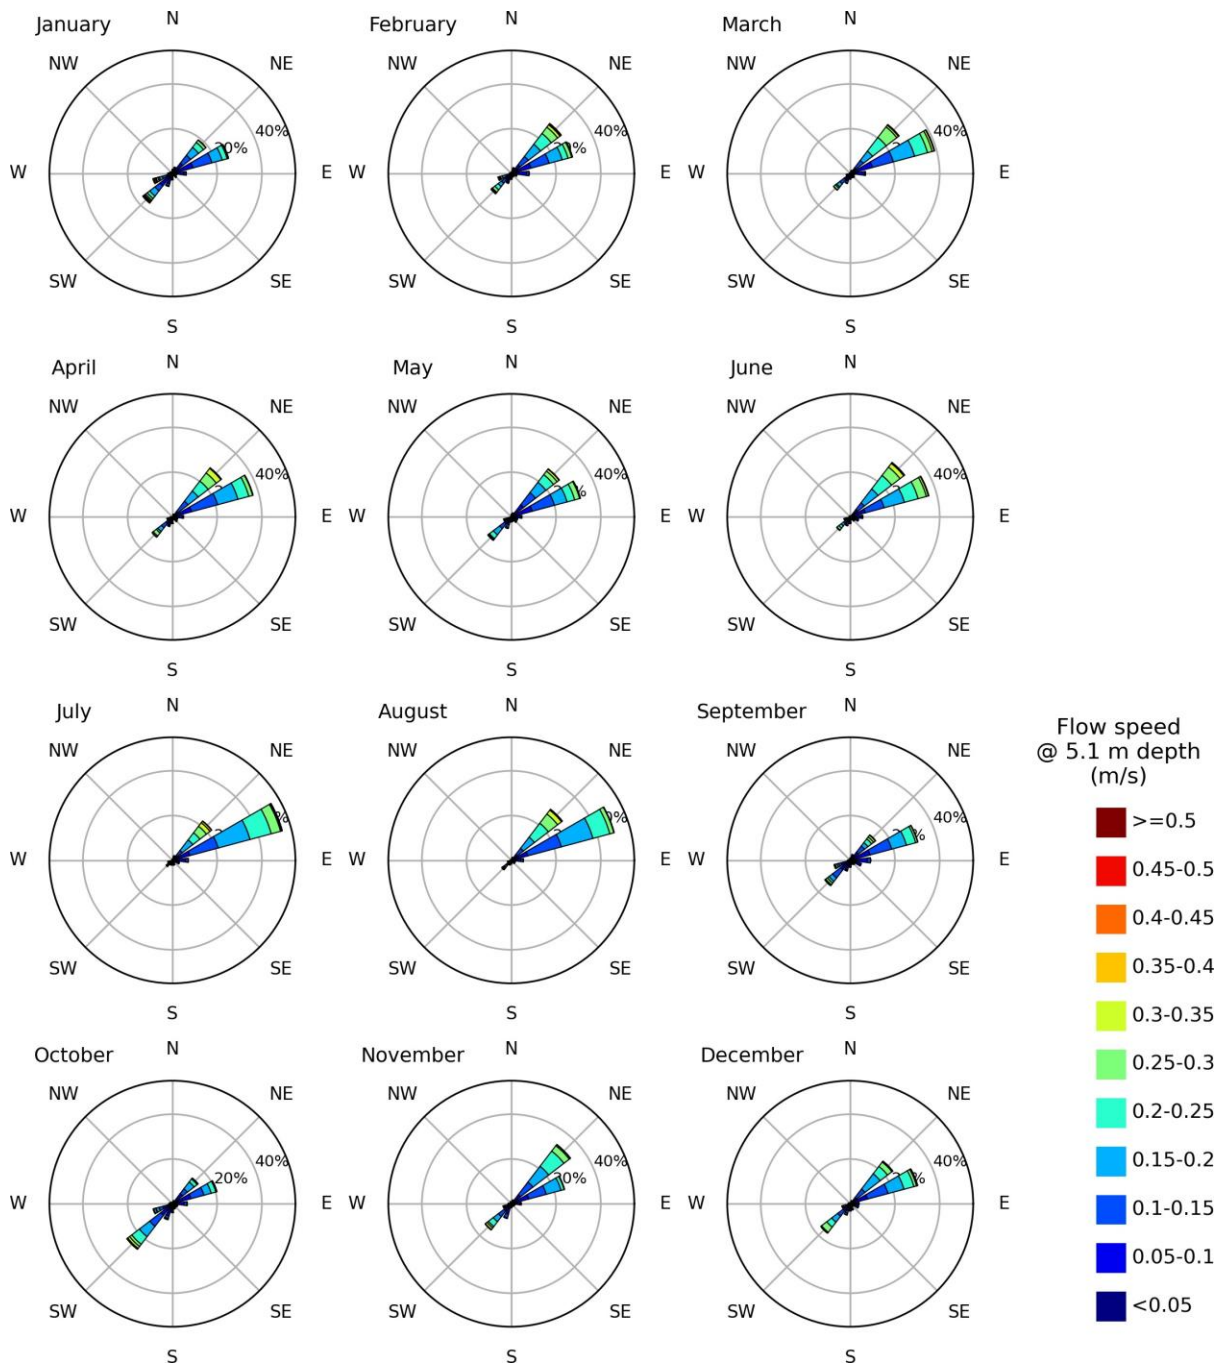 January
N
NW
NE
40%
20%
W
E
SW
SE
S
February
N
NW
NE
40%
20%
W
E
SW
SE
S
March
N
NW
NE
40%
W
E
SW
SE
S
April
N
NW
NE
40%
W
E
SW
SE
S
May
N
NW
NE
40%
W
E
SW
SE
S
June
N
NW
NE
40%
W
E
SW
SE
S
July
N
NW
NE
W
E
SW
SE
S
August
N
NW
NE
W
E
SW
SE
S
September
N
NW
NE
40%
W
E
SW
SE
S
October
N
NW
NE
40%
20%
W
E
SW
SE
S
November
N
NW
NE
40%
20%
W
E
SW
SE
S
December
N
NW
NE
40%
W
E
SW
SE
S
Flow speed
@ 5.1 m depth
(m/s)
>=0.5
0.45-0.5
0.4-0.45
0.35-0.4
0.3-0.35
0.25-0.3
0.2-0.25
0.15-0.2
0.1-0.15
0.05-0.1
<0.05